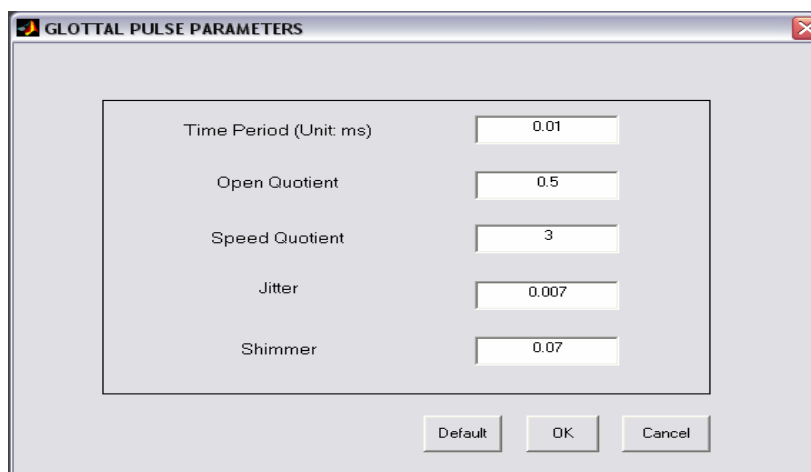 GLOTTAL PULSE PARAMETERS
Time Period (Unit: ms) 0.01
Open Quotient 0.5
Speed Quotient 3
Jitter 0.007
Shimmer 0.07
Default OK Cancel